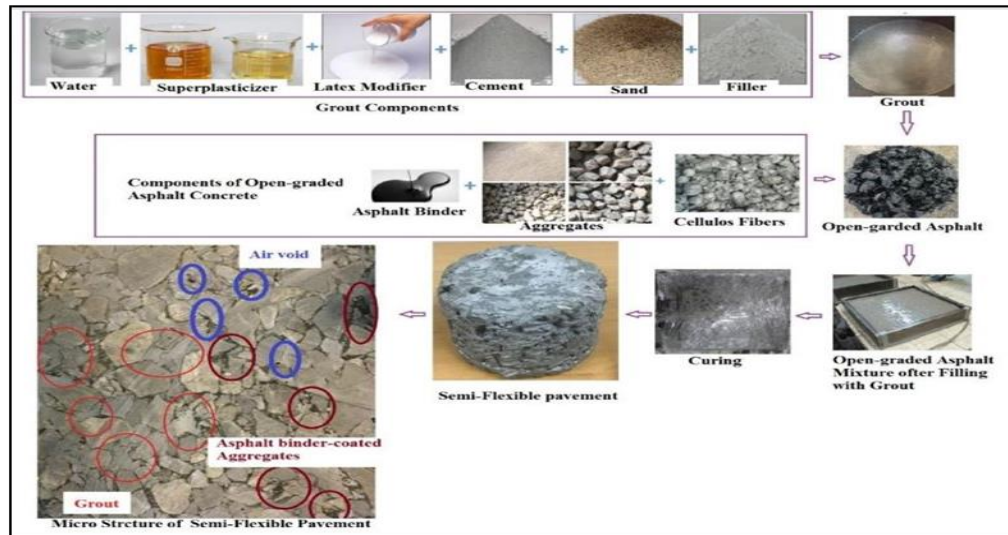 Water
Superplasticizer
Latex Modifier
Cement
Sand
Filler
Grout Components
Grout
Components of Open-graded
Asphalt Concrete
Asphalt Binder
Aggregates
Cellulos Fibers
Open-garded Asphalt
Air void
Asphalt binder-coated
Aggregates
Grout
Micro Strcture of Semi-Flexible Pavement
Semi-Flexible pavement
Curing
Open-graded Asphalt
Mixture ofter Filling
with Grout